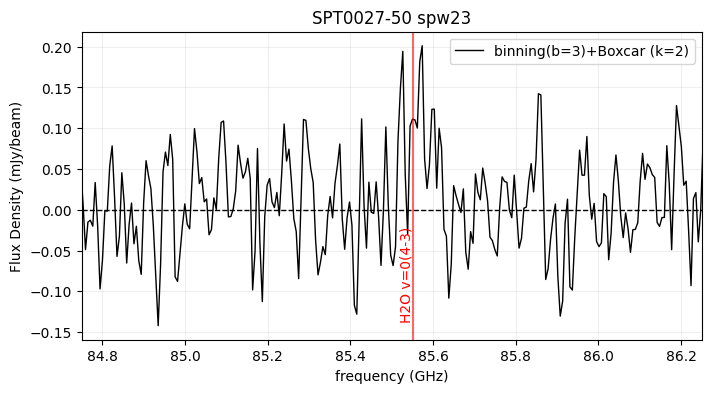 SPT0027-50 spw23
binning(b=3)+Boxcar (k=2)
Flux Density (mJy/beam)
0.20
0.15
0.10
0.05
0.00
−0.05
−0.10
−0.15
H2O v=0(4-3)
84.8 85.0 85.2 85.4 85.6 85.8 86.0 86.2
frequency (GHz)